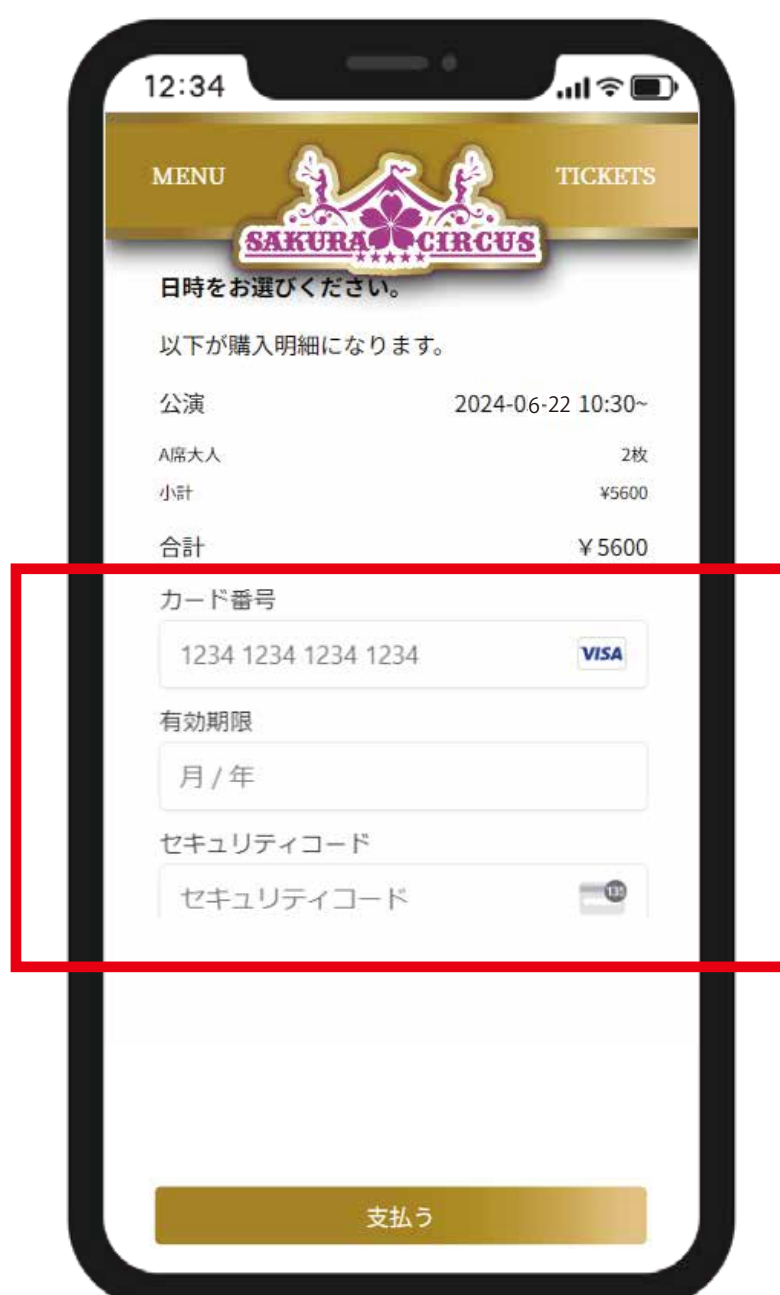 12:34
MENU
TICKETS
SAKURA CIRCUS
日時をお選びください。
以下が購入明細になります。
公演 2024-06-22 10:30~
A席大人 2枚
小計 ¥5600
合計 ¥5600
カード番号
1234 1234 1234 1234 VISA
有効期限
月 / 年
セキュリティコード
セキュリティコード 135
支払う